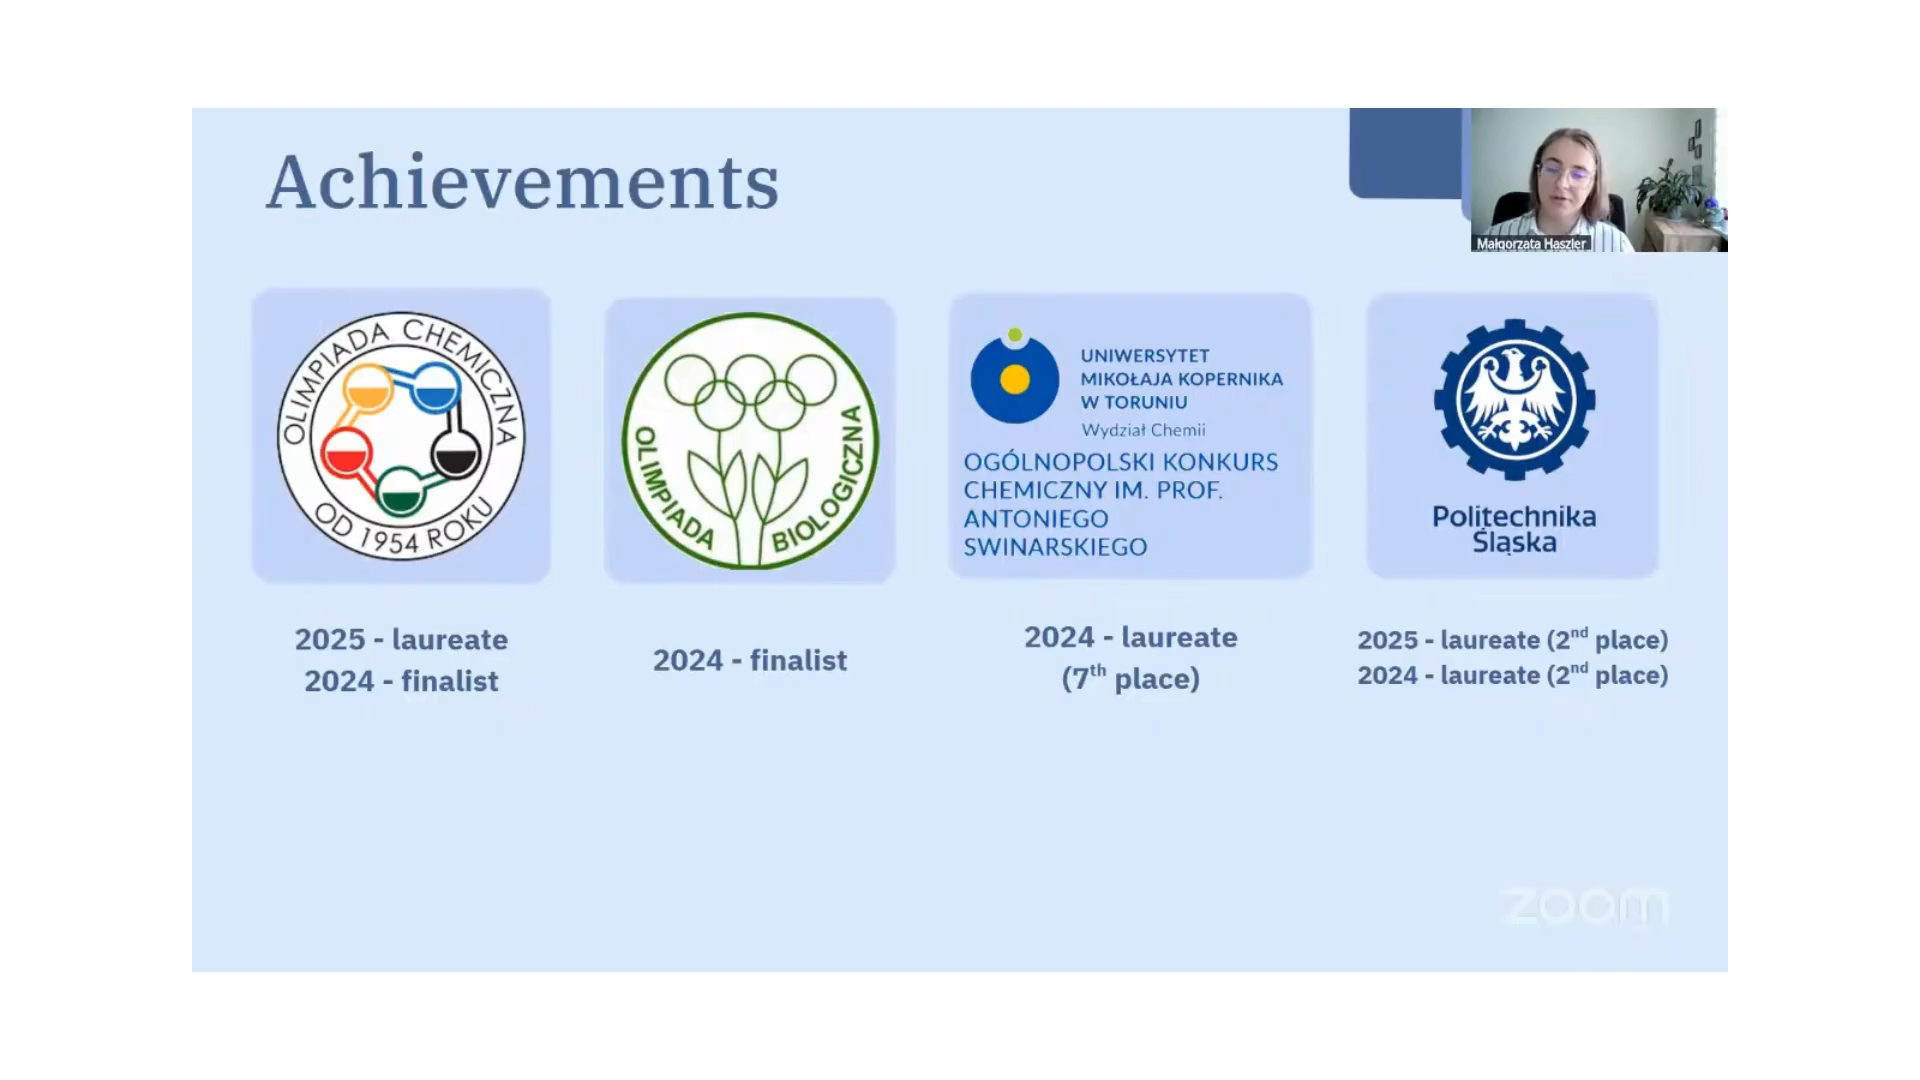 Achievements
Małgorzata Haszler
OLIMPIADA CHEMICZNA
OD 1954 ROKU
OLIMPIADA BIOLOGICZNA
UNIWERSYTET
MIKOŁAJA KOPERNIKA
W TORUNIU
Wydział Chemii
OGÓLNOPOLSKI KONKURS
CHEMICZNY IM. PROF.
ANTONIEGO
SWINARSKIEGO
Politechnika
Śląska
2025 - laureate
2024 - finalist
2024 - finalist
2024 - laureate
(7th place)
2025 - laureate (2nd place)
2024 - laureate (2nd place)
zoom